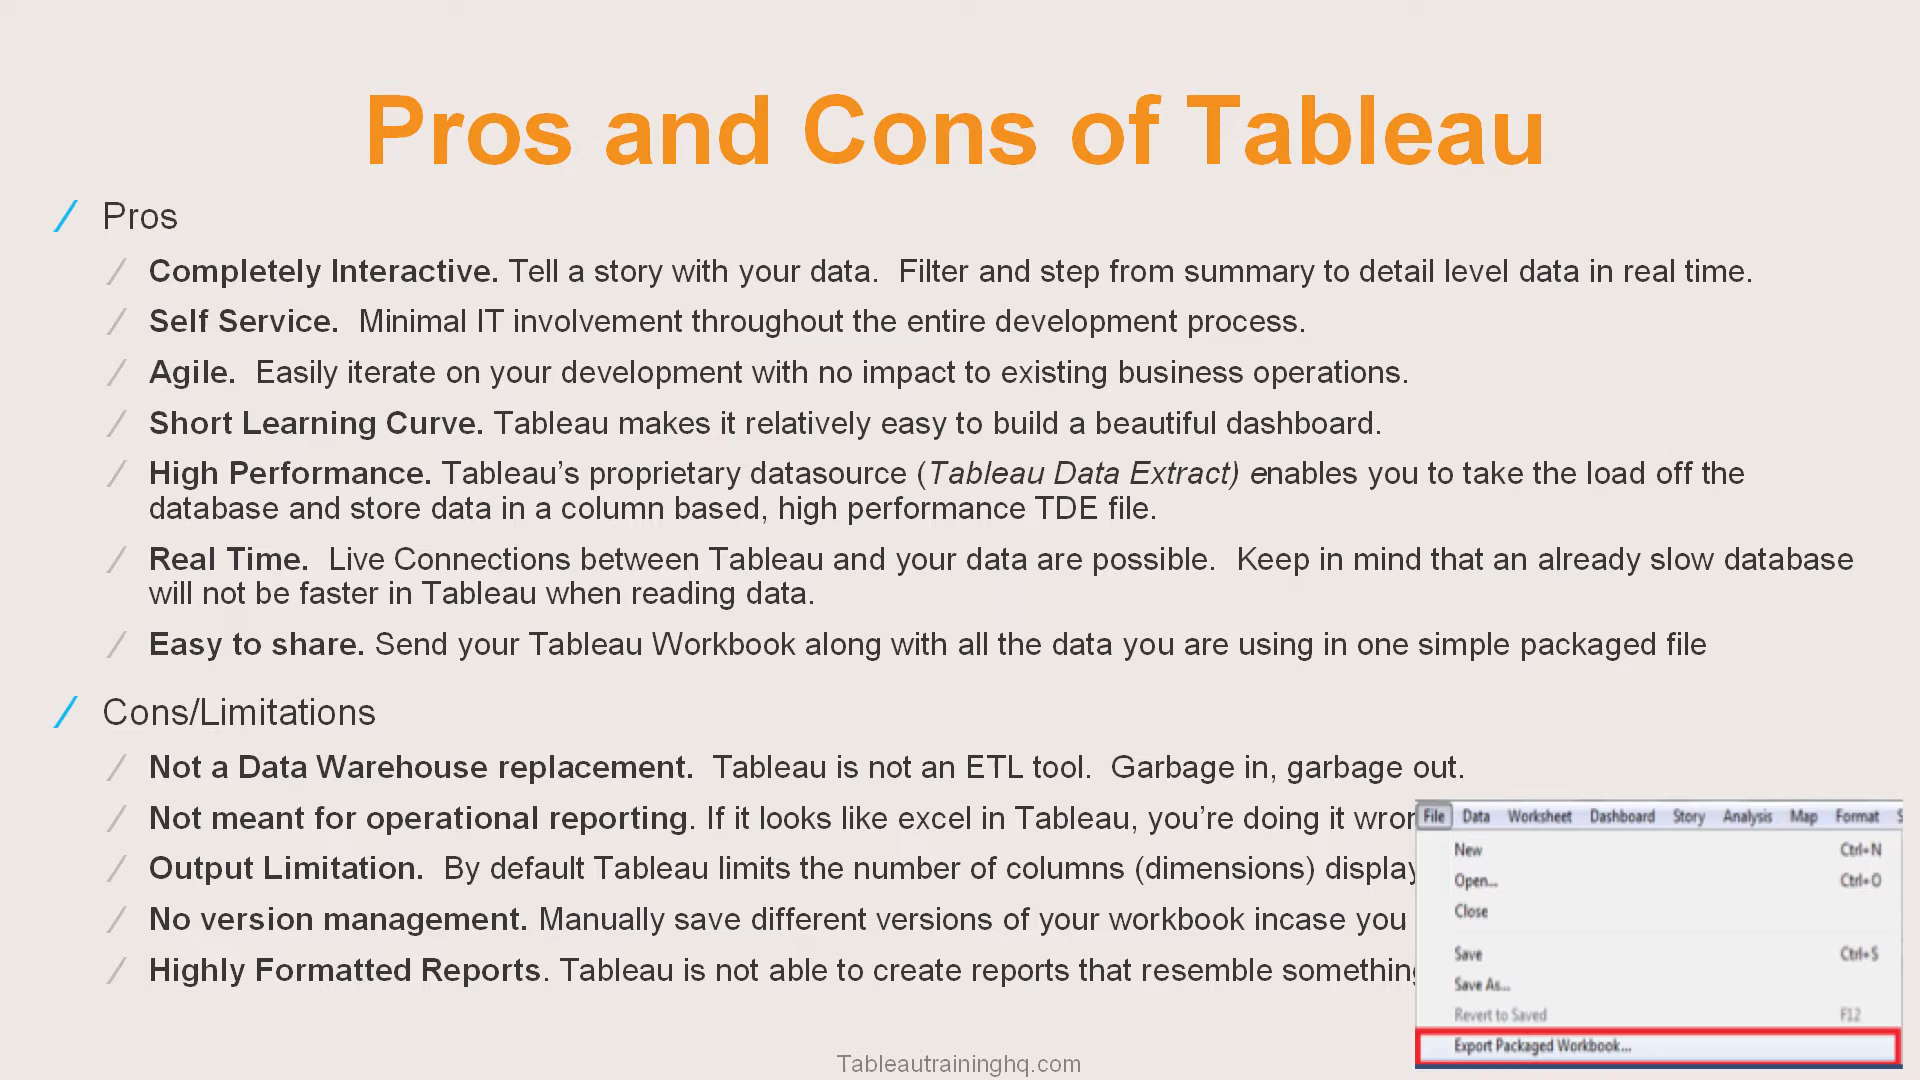 Pros and Cons of Tableau
Pros
Completely Interactive. Tell a story with your data.  Filter and step from summary to detail level data in real time.
Self Service.  Minimal IT involvement throughout the entire development process.
Agile.  Easily iterate on your development with no impact to existing business operations.
Short Learning Curve. Tableau makes it relatively easy to build a beautiful dashboard.
High Performance. Tableau’s proprietary datasource (Tableau Data Extract) enables you to take the load off the
database and store data in a column based, high performance TDE file.
Real Time.  Live Connections between Tableau and your data are possible.  Keep in mind that an already slow database
will not be faster in Tableau when reading data.
Easy to share. Send your Tableau Workbook along with all the data you are using in one simple packaged file
Cons/Limitations
Not a Data Warehouse replacement.  Tableau is not an ETL tool.  Garbage in, garbage out.
Not meant for operational reporting. If it looks like excel in Tableau, you’re doing it
Output Limitation.  By default Tableau limits the number of columns (dimensions)
No version management. Manually save different versions of your workbook incase you
Highly Formatted Reports. Tableau is not able to create reports that resemble
File Data Worksheet Dashboard Story Analysis Map Format
New Ctrl+N
Open... Ctrl+O
Close
Save Ctrl+S
Save As...
Revert to Saved F12
Export Packaged Workbook...
Tableautraininghq.com